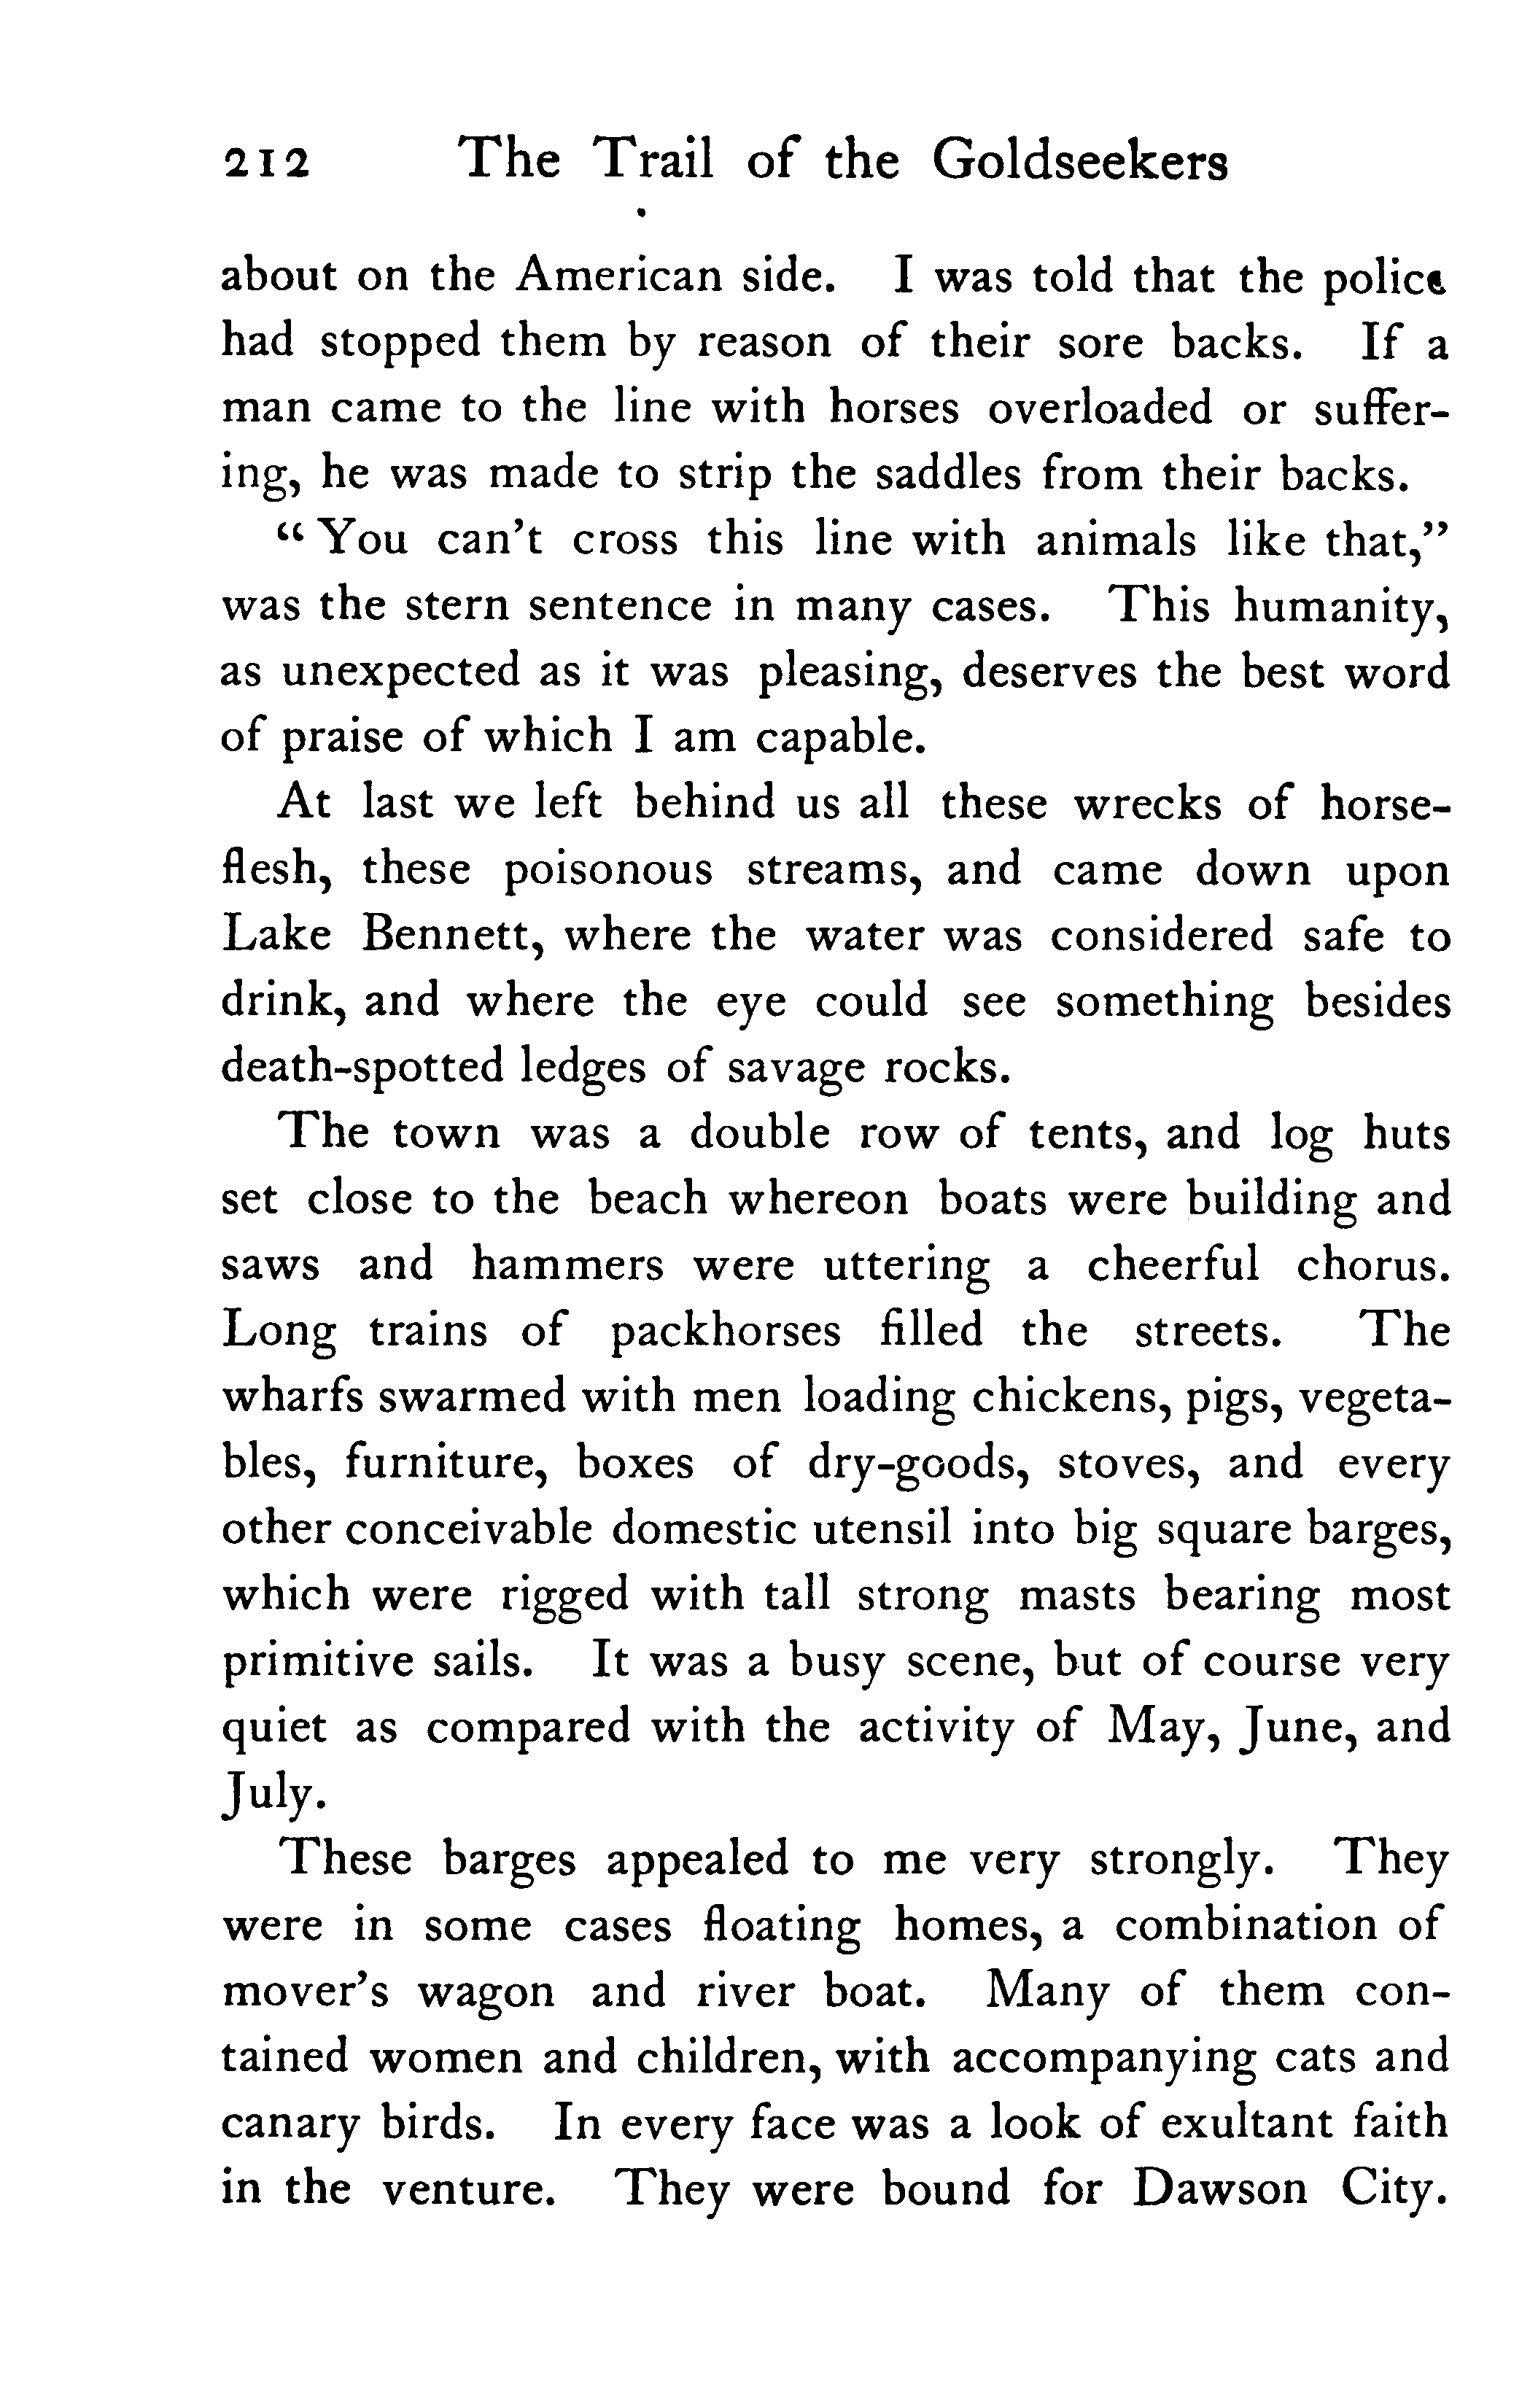 212 The Trail of the Goldseekers
about on the American side. I was told that the police
had stopped them by reason of their sore backs. If a
man came to the line with horses overloaded or suffer-
ing, he was made to strip the saddles from their backs.
“You can’t cross this line with animals like that,”
was the stern sentence in many cases. This humanity,
as unexpected as it was pleasing, deserves the best word
of praise of which I am capable.
At last we left behind us all these wrecks of horse-
flesh, these poisonous streams, and came down upon
Lake Bennett, where the water was considered safe to
drink, and where the eye could see something besides
death-spotted ledges of savage rocks.
The town was a double row of tents, and log huts
set close to the beach whereon boats were building and
saws and hammers were uttering a cheerful chorus.
Long trains of packhorses filled the streets. The
wharfs swarmed with men loading chickens, pigs, vegeta-
bles, furniture, boxes of dry-goods, stoves, and every
other conceivable domestic utensil into big square barges,
which were rigged with tall strong masts bearing most
primitive sails. It was a busy scene, but of course very
quiet as compared with the activity of May, June, and
July.
These barges appealed to me very strongly. They
were in some cases floating homes, a combination of
mover’s wagon and river boat. Many of them con-
tained women and children, with accompanying cats and
canary birds. In every face was a look of exultant faith
in the venture. They were bound for Dawson City.